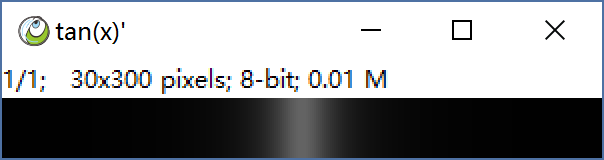 tan(x)'
1/1; 30x300 pixels; 8-bit; 0.01 M